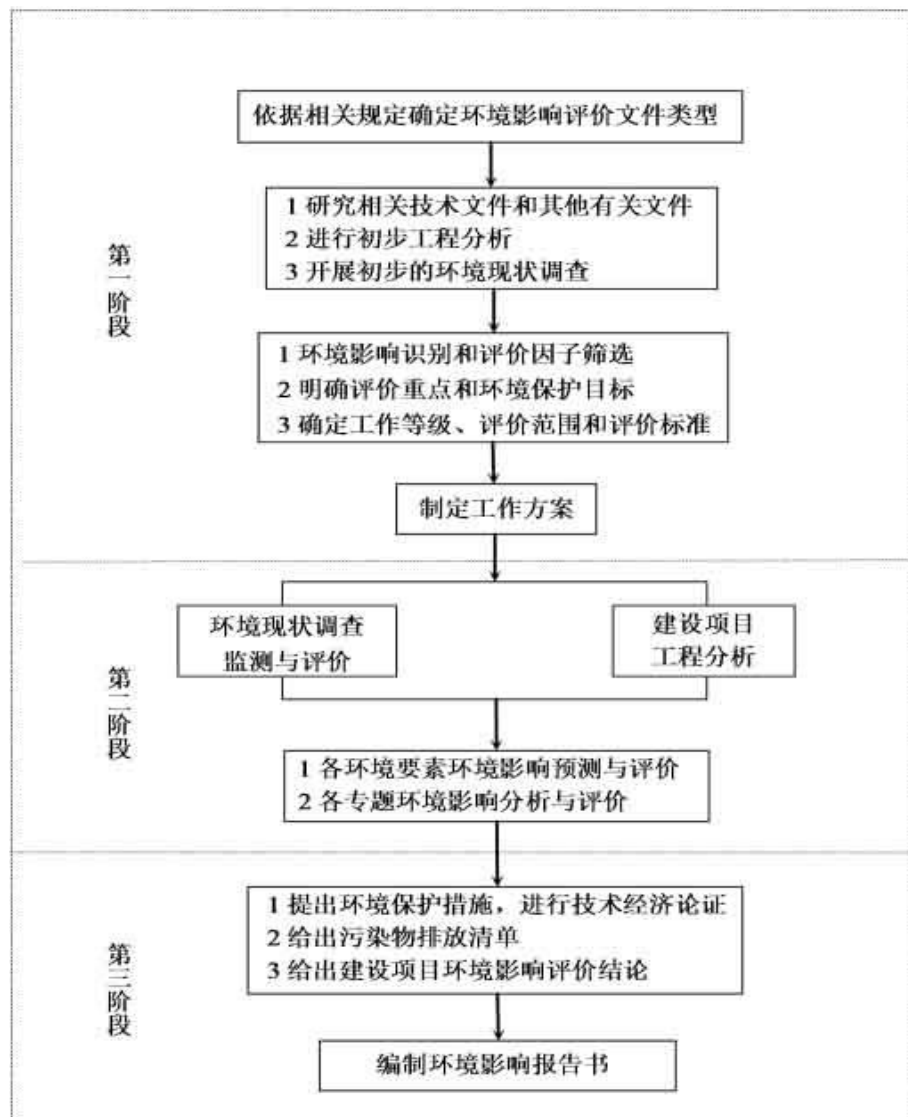 依据相关规定确定环境影响评价文件类型
1 研究相关技术文件和其他有关文件
2 进行初步工程分析
3 开展初步的环境现状调查
第一阶段
1 环境影响识别和评价因子筛选
2 明确评价重点和环境保护目标
3 确定工作等级、评价范围和评价标准
制定工作方案
环境现状调查
监测与评价
建设项目
工程分析
第二阶段
1 各环境要素环境影响预测与评价
2 各专题环境影响分析与评价
1 提出环境保护措施，进行技术经济论证
2 给出污染物排放清单
3 给出建设项目环境影响评价结论
第三阶段
编制环境影响报告书